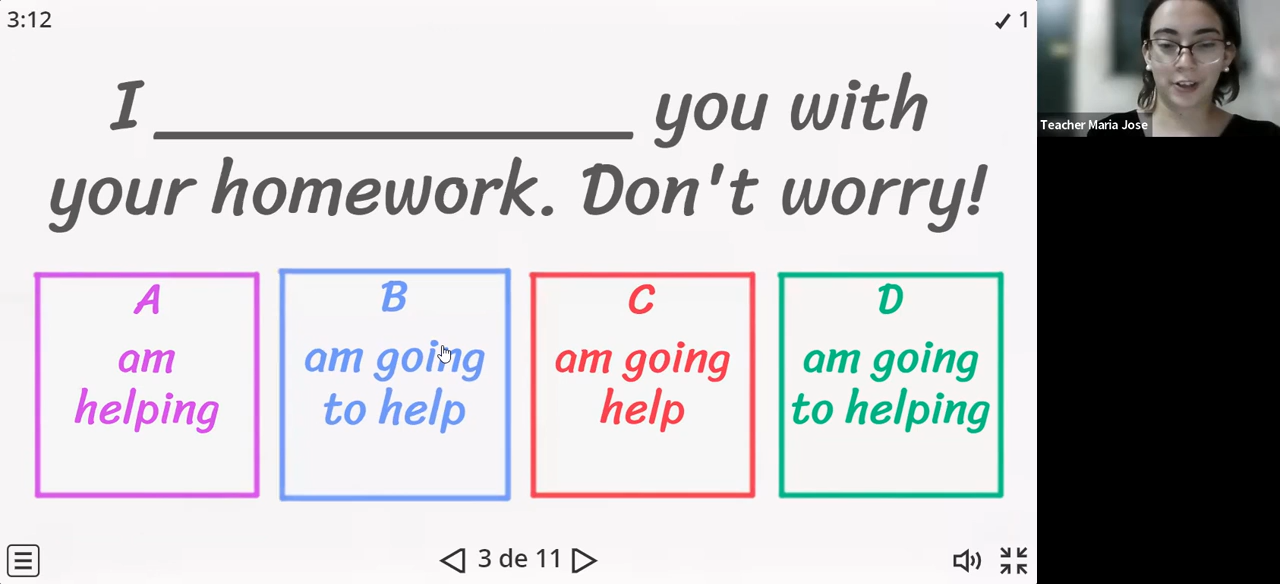 3:12
✓ 1
I ______________ you with
your homework. Don't worry!
A
am
helping
B
am going
to help
C
am going
help
D
am going
to helping
3 de 11
Teacher Maria Jose